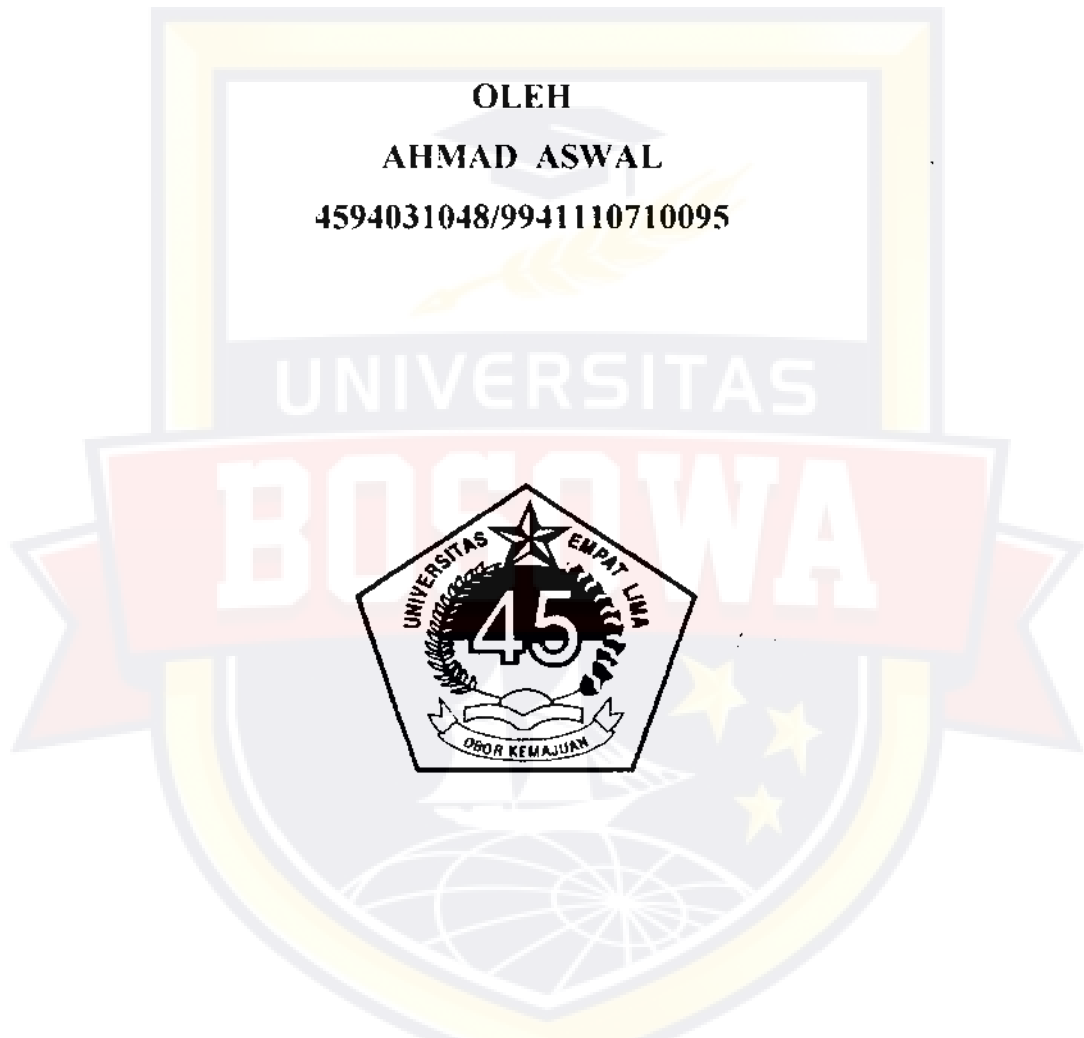 OLEH
AHMAD ASWAL
4594031048/9941110710095
UNIVERSITAS
BOSOWA
UNIVERSITAS EMPAT LIMA
45
OBOR KEMAJUAN